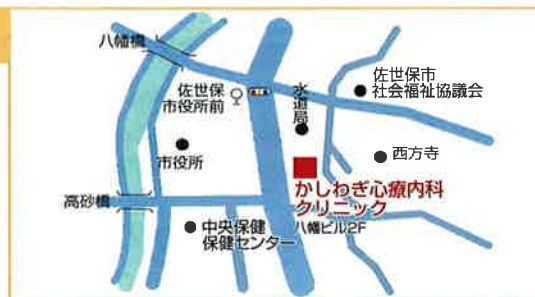 八幡橋
佐世保
市役所前
水道局
佐世保市
社会福祉協議会
市役所
西方寺
かしわぎ心療内科
クリニック
八幡ビル2F
高砂橋
中央保健
保健センター